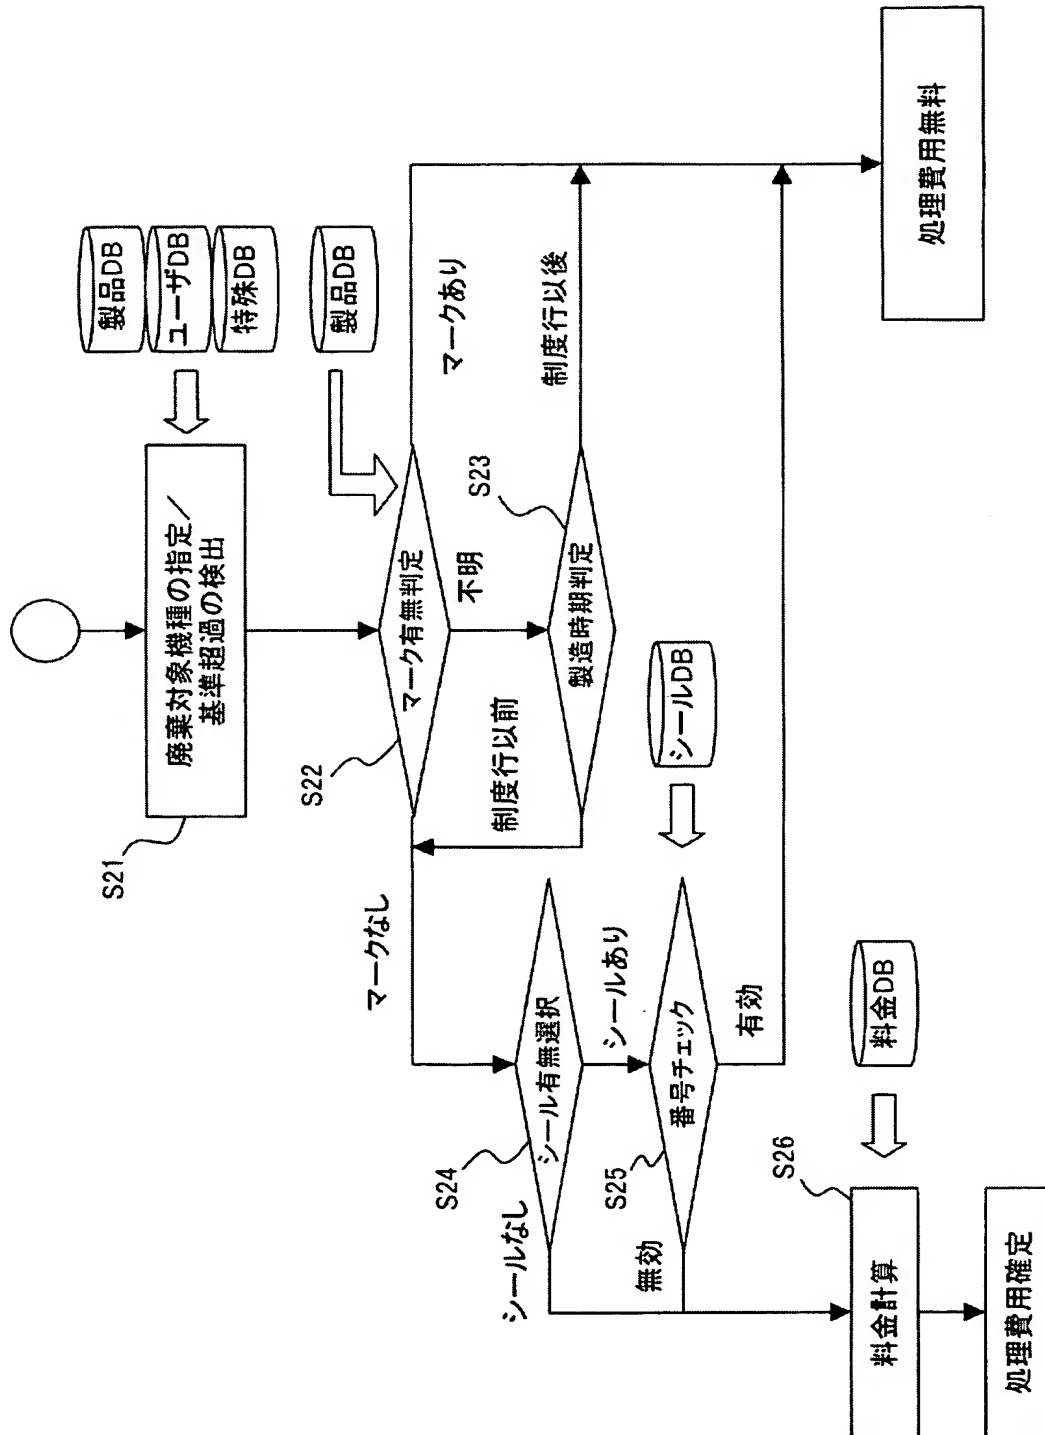 製品DB
ユーザDB
特殊DB
S21
廃棄対象機種の指定／
基準超過の検出
製品DB
S22
マーク有無判定
マークあり
マークなし
不明
S23
製造時期判定
制度行以前
制度行以後
S24
シール有無選択
シールなし
シールあり
シールDB
S25
番号チェック
無効
有効
S26
料金DB
料金計算
処理費用確定
処理費用無料